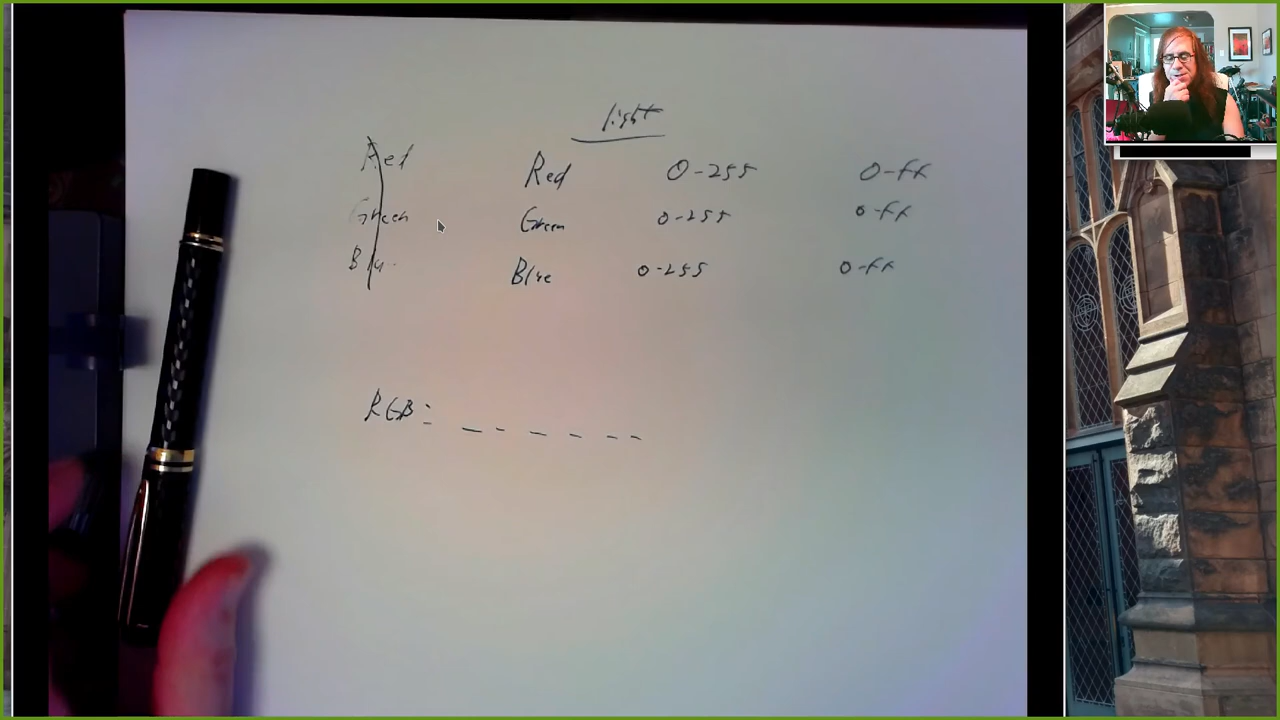 light
Red Red 0-255 0-ff
Green Green 0-255 0-ff
Blu Blue 0-255 0-ff
RGB: _ _ _ _ _ _